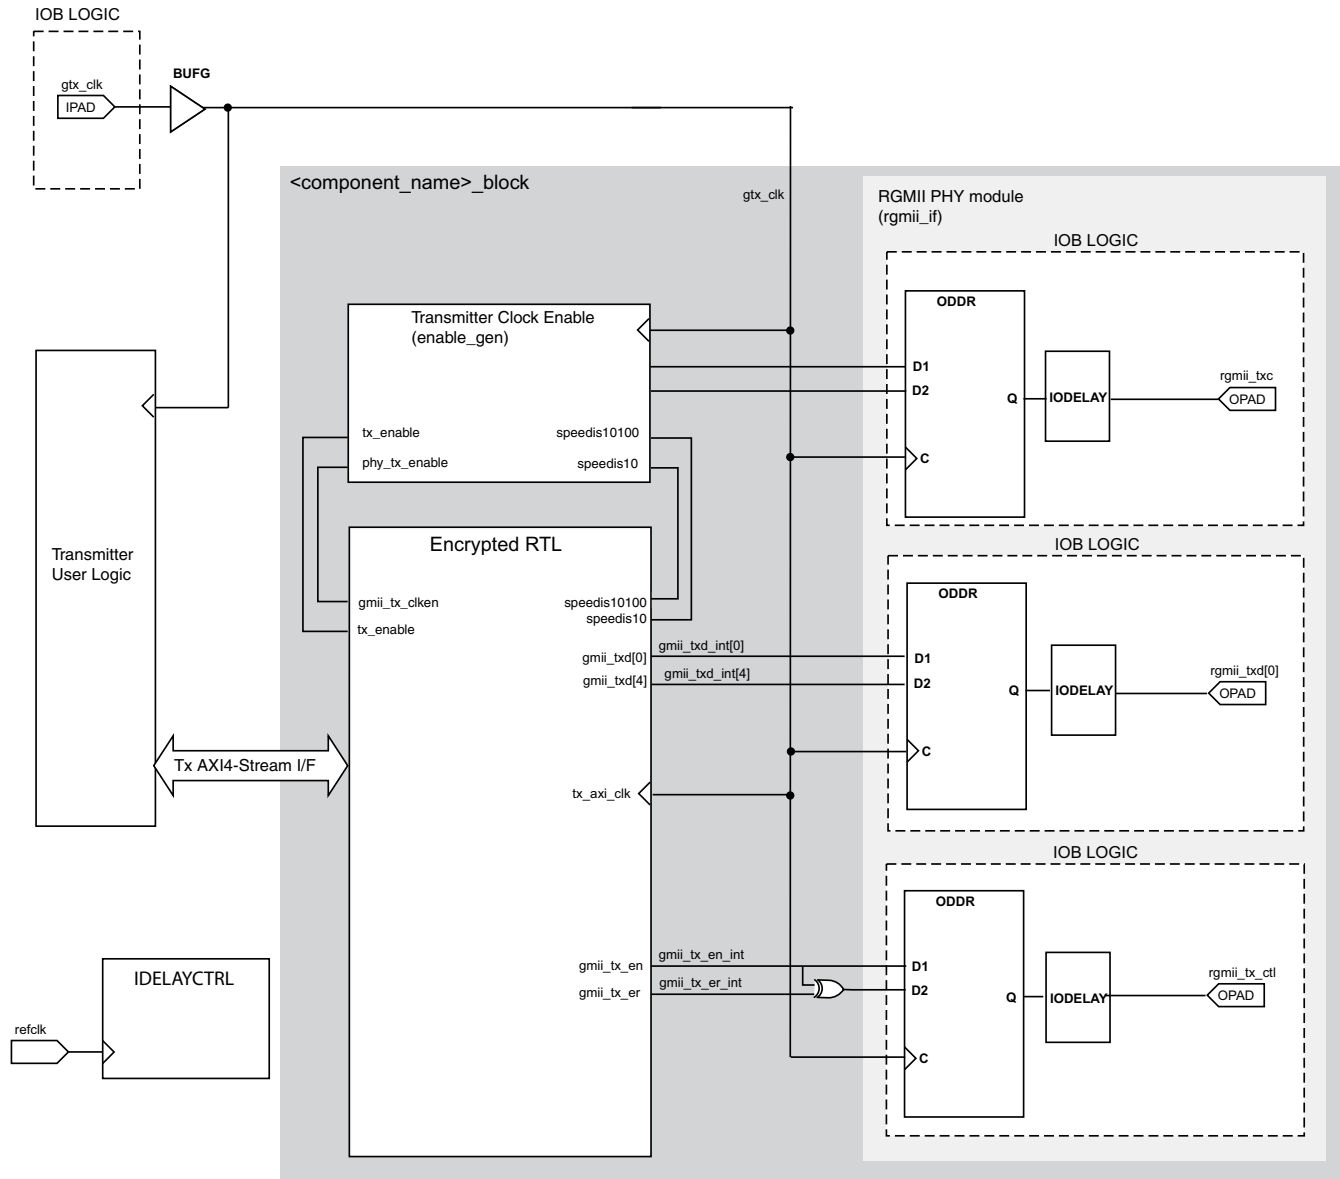 IOB LOGIC
gtx_clk
IPAD
BUFG
<component_name>_block
gtx_clk
RGMII PHY module
(rgmii_if)
IOB LOGIC
ODDR
D1
D2
Q
C
IODELAY
rgmii_txc
OPAD
Transmitter Clock Enable
(enable_gen)
tx_enable
phy_tx_enable
speedis10100
speedis10
Encrypted RTL
gmii_tx_clken
tx_enable
speedis10100
speedis10
gmii_txd[0]
gmii_txd[4]
gmii_txd_int[0]
gmii_txd_int[4]
IOB LOGIC
ODDR
D1
D2
Q
C
IODELAY
rgmii_txd[0]
OPAD
Transmitter
User Logic
Tx AXI4-Stream I/F
tx_axi_clk
gmii_tx_en
gmii_tx_er
gmii_tx_en_int
gmii_tx_er_int
IOB LOGIC
ODDR
D1
D2
Q
C
IODELAY
rgmii_tx_ctl
OPAD
IDELAYCTRL
refclk